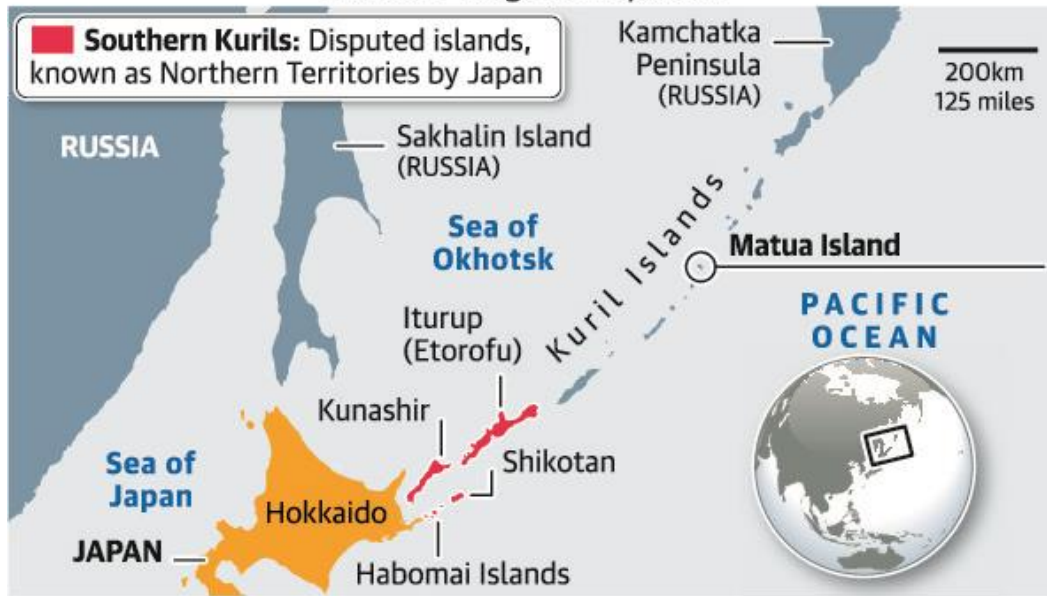 Southern Kurils: Disputed islands,
known as Northern Territories by Japan
Kamchatka
Peninsula
(RUSSIA)
200km
125 miles
RUSSIA
Sakhalin Island
(RUSSIA)
Sea of
Okhotsk
Kuril Islands
Matua Island
PACIFIC
OCEAN
Iturup
(Etorofu)
Kunashir
Shikotan
Sea of
Japan
Hokkaido
JAPAN
Habomai Islands